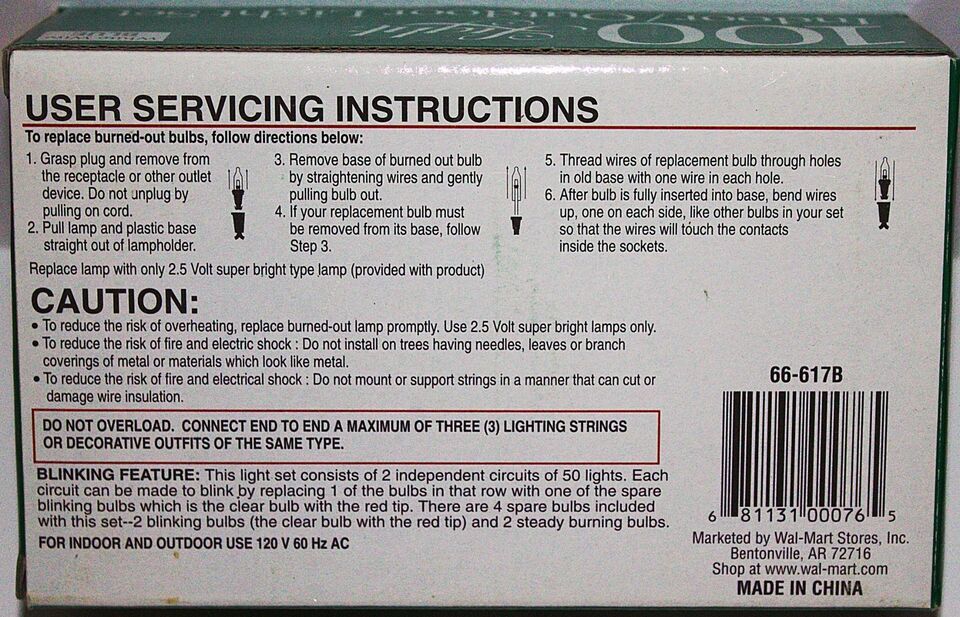 100
Light
Indoor/Outdoor Light Set
BLUE
USER SERVICING INSTRUCTIONS
To replace burned-out bulbs, follow directions below:
1. Grasp plug and remove from
the receptacle or other outlet
device. Do not unplug by
pulling on cord.
2. Pull lamp and plastic base
straight out of lampholder.
3. Remove base of burned out bulb
by straightening wires and gently
pulling bulb out.
4. If your replacement bulb must
be removed from its base, follow
Step 3.
5. Thread wires of replacement bulb through holes
in old base with one wire in each hole.
6. After bulb is fully inserted into base, bend wires
up, one on each side, like other bulbs in your set
so that the wires will touch the contacts
inside the sockets.
Replace lamp with only 2.5 Volt super bright type lamp (provided with product)
CAUTION:
• To reduce the risk of overheating, replace burned-out lamp promptly. Use 2.5 Volt super bright lamps only.
• To reduce the risk of fire and electric shock : Do not install on trees having needles, leaves or branch
coverings of metal or materials which look like metal.
• To reduce the risk of fire and electrical shock : Do not mount or support strings in a manner that can cut or
damage wire insulation.
DO NOT OVERLOAD. CONNECT END TO END A MAXIMUM OF THREE (3) LIGHTING STRINGS
OR DECORATIVE OUTFITS OF THE SAME TYPE.
BLINKING FEATURE: This light set consists of 2 independent circuits of 50 lights. Each
circuit can be made to blink by replacing 1 of the bulbs in that row with one of the spare
blinking bulbs which is the clear bulb with the red tip. There are 4 spare bulbs included
with this set--2 blinking bulbs (the clear bulb with the red tip) and 2 steady burning bulbs.
FOR INDOOR AND OUTDOOR USE 120 V 60 Hz AC
66-617B
6 81131 00076 5
Marketed by Wal-Mart Stores, Inc.
Bentonville, AR 72716
Shop at www.wal-mart.com
MADE IN CHINA